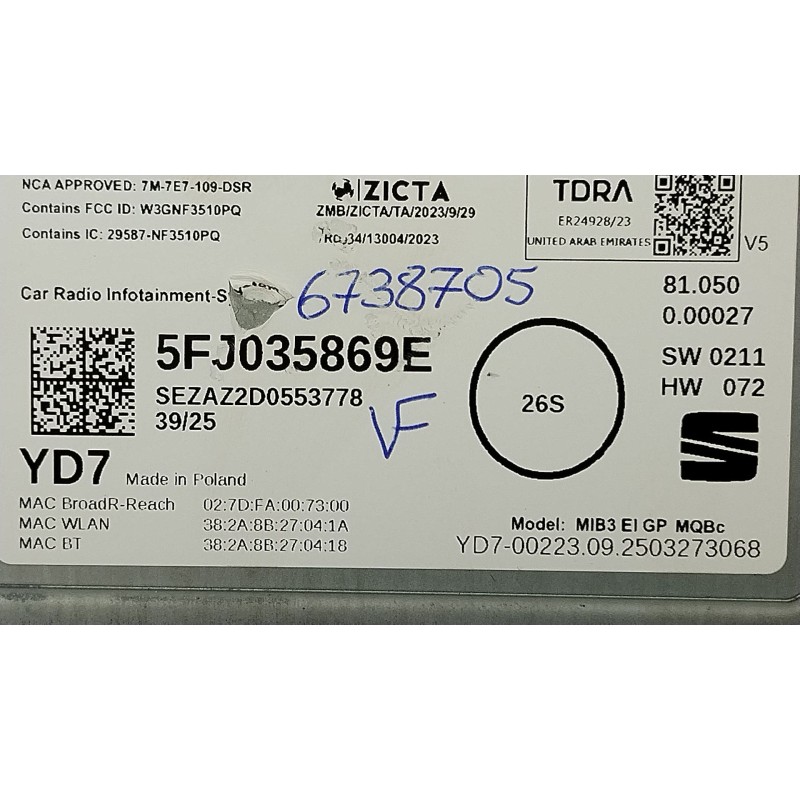 NCA APPROVED: 7M-7E7-109-DSR
Contains FCC ID: W3GNF3510PQ
Contains IC: 29587-NF3510PQ
ZICTA
ZMB/ZICTA/TA/2023/9/29
/13004/2023
TDRA
ER24928/23
UNITED ARAB EMIRATES
V5
Car Radio Infotainment-S
6738705
81.050
0.00027
5FJ035869E
SEZAZ2D0553778
39/25
VF
26S
SW 0211
HW 072
YD7 Made in Poland
MAC BroadR-Reach 02:7D:FA:00:73:00
MAC WLAN 38:2A:8B:27:04:1A
MAC BT 38:2A:8B:27:04:18
Model: MIB3 EI GP MQBc
YD7-00223.09.2503273068